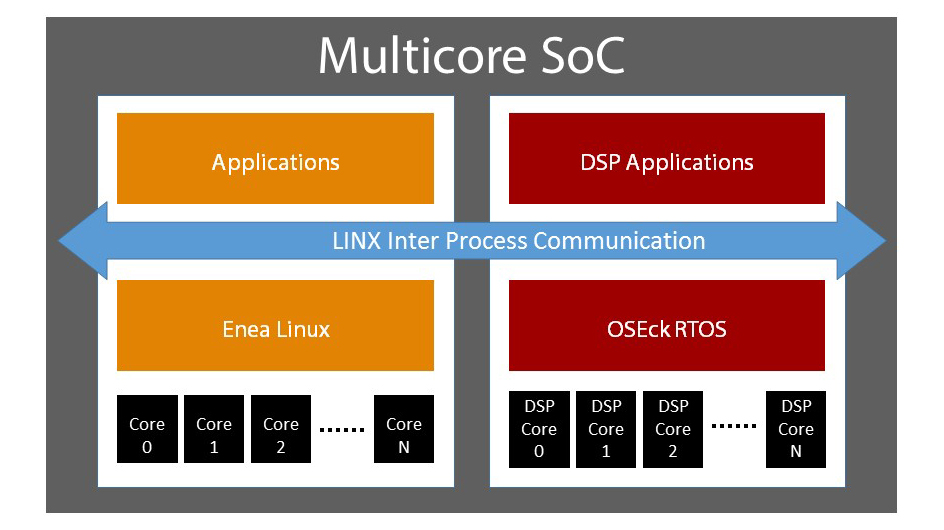 Multicore SoC
Applications
DSP Applications
LINX Inter Process Communication
Enea Linux
OSEck RTOS
Core
0
Core
1
Core
2
......
Core
N
DSP
Core
0
DSP
Core
1
DSP
Core
2
......
DSP
Core
N